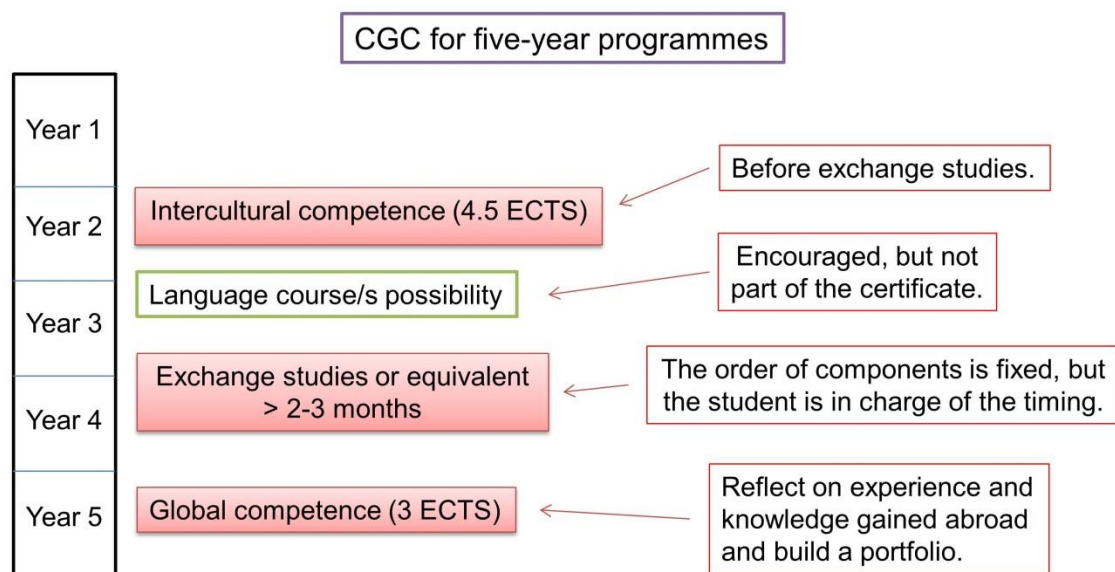 CGC for five-year programmes
Year 1
Before exchange studies.
Year 2
Intercultural competence (4.5 ECTS)
Encouraged, but not
part of the certificate.
Language course/s possibility
Year 3
Exchange studies or equivalent
> 2-3 months
The order of components is fixed, but
the student is in charge of the timing.
Year 4
Year 5
Global competence (3 ECTS)
Reflect on experience and
knowledge gained abroad
and build a portfolio.